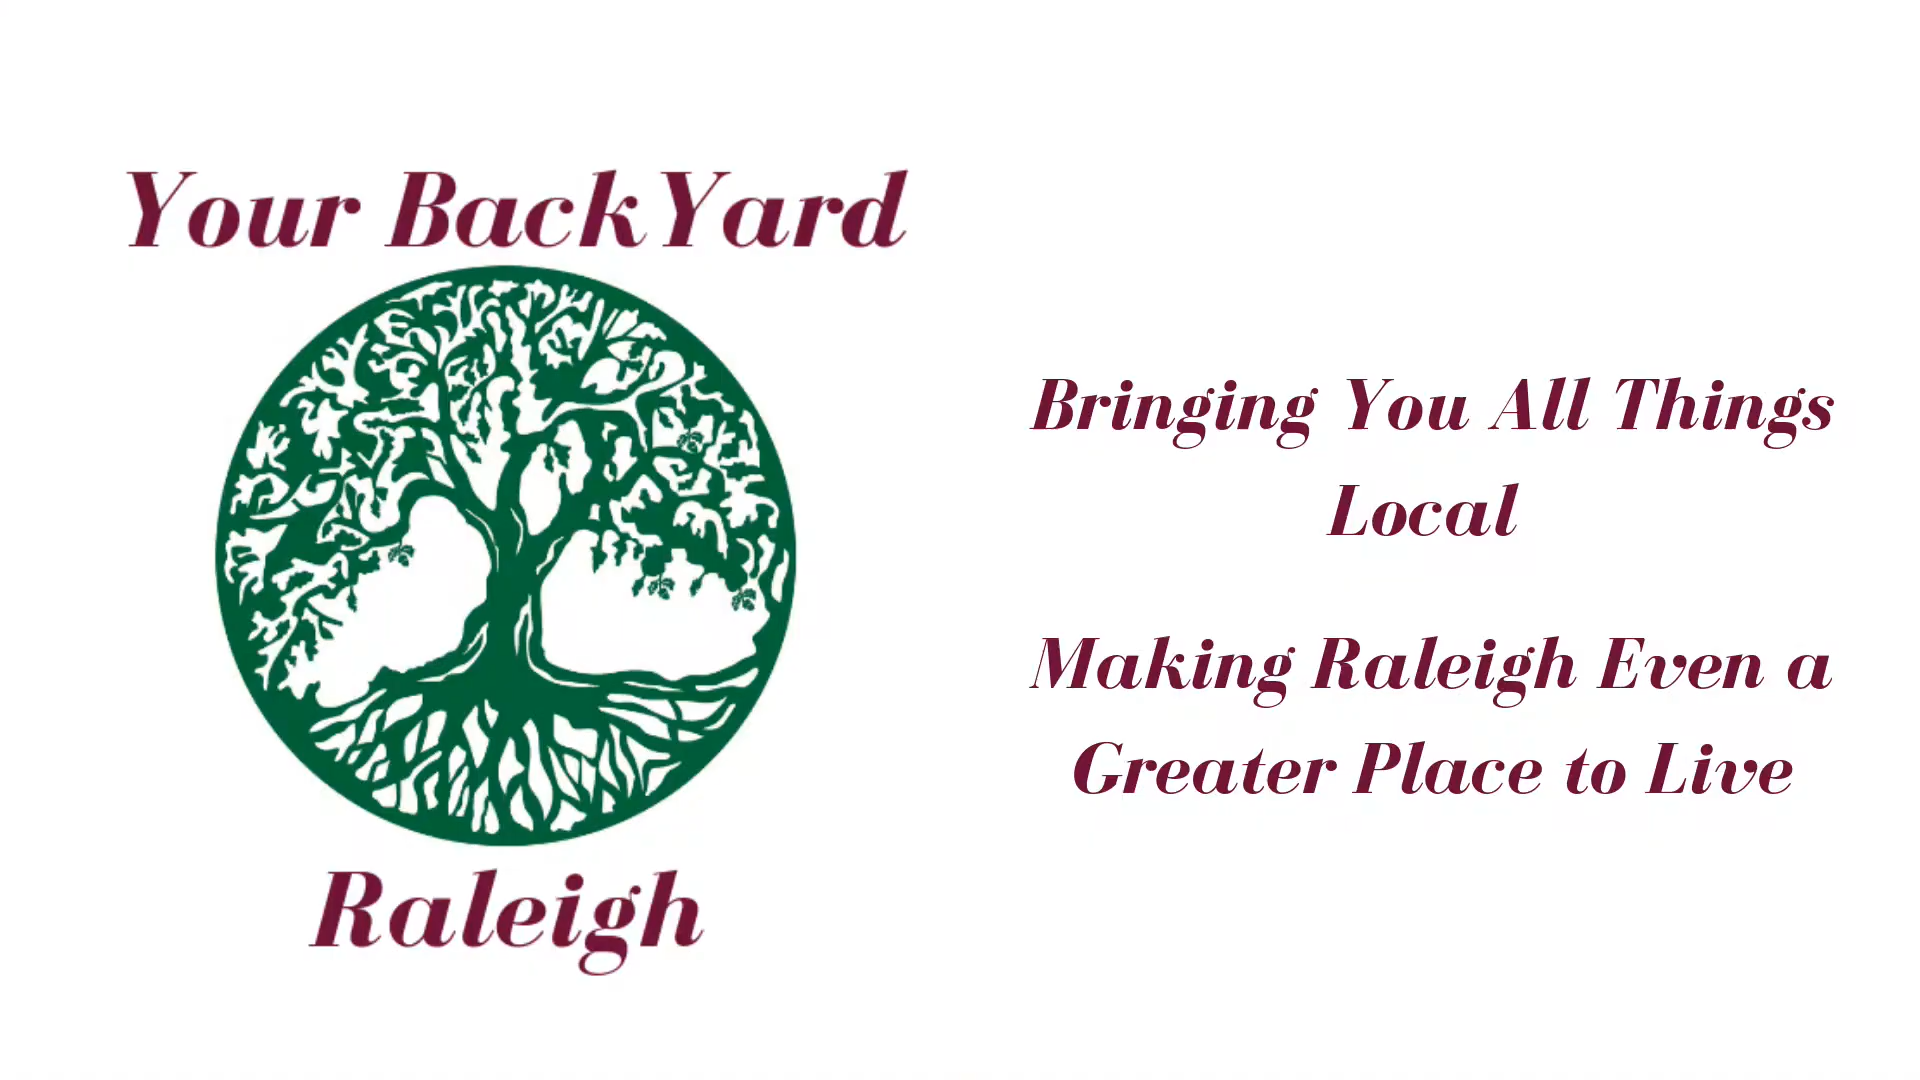 Your BackYard
Raleigh
Bringing You All Things
Local
Making Raleigh Even a
Greater Place to Live